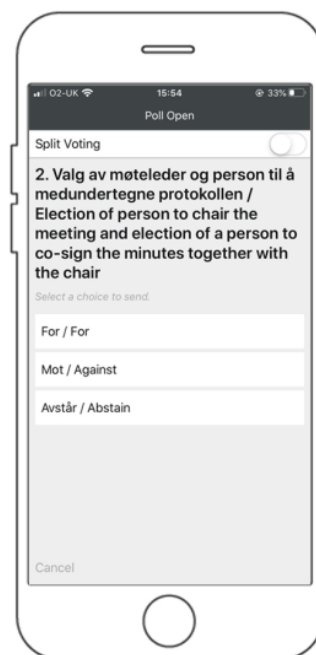 O2-UK 15:54 33%
Poll Open
Split Voting
2. Valg av møteleder og person til å
medundertegne protokollen /
Election of person to chair the
meeting and election of a person to
co-sign the minutes together with
the chair
Select a choice to send.
For / For
Mot / Against
Avstår / Abstain
Cancel